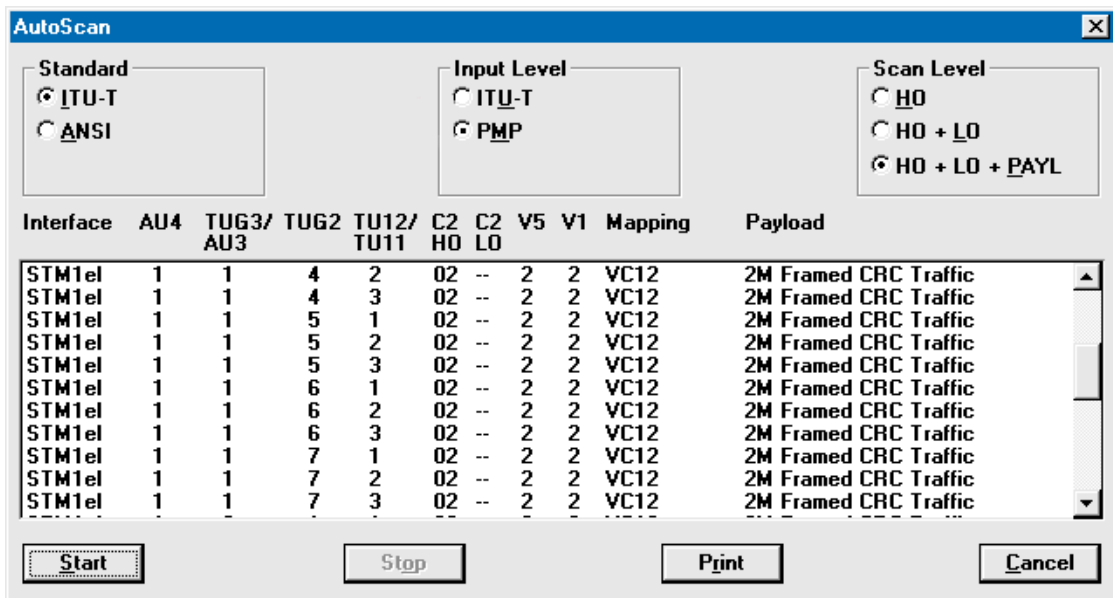 AutoScan
Standard
ITU-T
ANSI
Input Level
ITU-T
PMP
Scan Level
HO
HO + LO
HO + LO + PAYL
Interface AU4 TUG3/ TUG2 TU12/ C2 C2 V5 V1 Mapping Payload
AU3 TU11 HO LO
STM1el 1 1 4 2 02 -- 2 2 VC12 2M Framed CRC Traffic
STM1el 1 1 4 3 02 -- 2 2 VC12 2M Framed CRC Traffic
STM1el 1 1 5 1 02 -- 2 2 VC12 2M Framed CRC Traffic
STM1el 1 1 5 2 02 -- 2 2 VC12 2M Framed CRC Traffic
STM1el 1 1 5 3 02 -- 2 2 VC12 2M Framed CRC Traffic
STM1el 1 1 6 1 02 -- 2 2 VC12 2M Framed CRC Traffic
STM1el 1 1 6 2 02 -- 2 2 VC12 2M Framed CRC Traffic
STM1el 1 1 6 3 02 -- 2 2 VC12 2M Framed CRC Traffic
STM1el 1 1 7 1 02 -- 2 2 VC12 2M Framed CRC Traffic
STM1el 1 1 7 2 02 -- 2 2 VC12 2M Framed CRC Traffic
STM1el 1 1 7 3 02 -- 2 2 VC12 2M Framed CRC Traffic
Start Stop Print Cancel